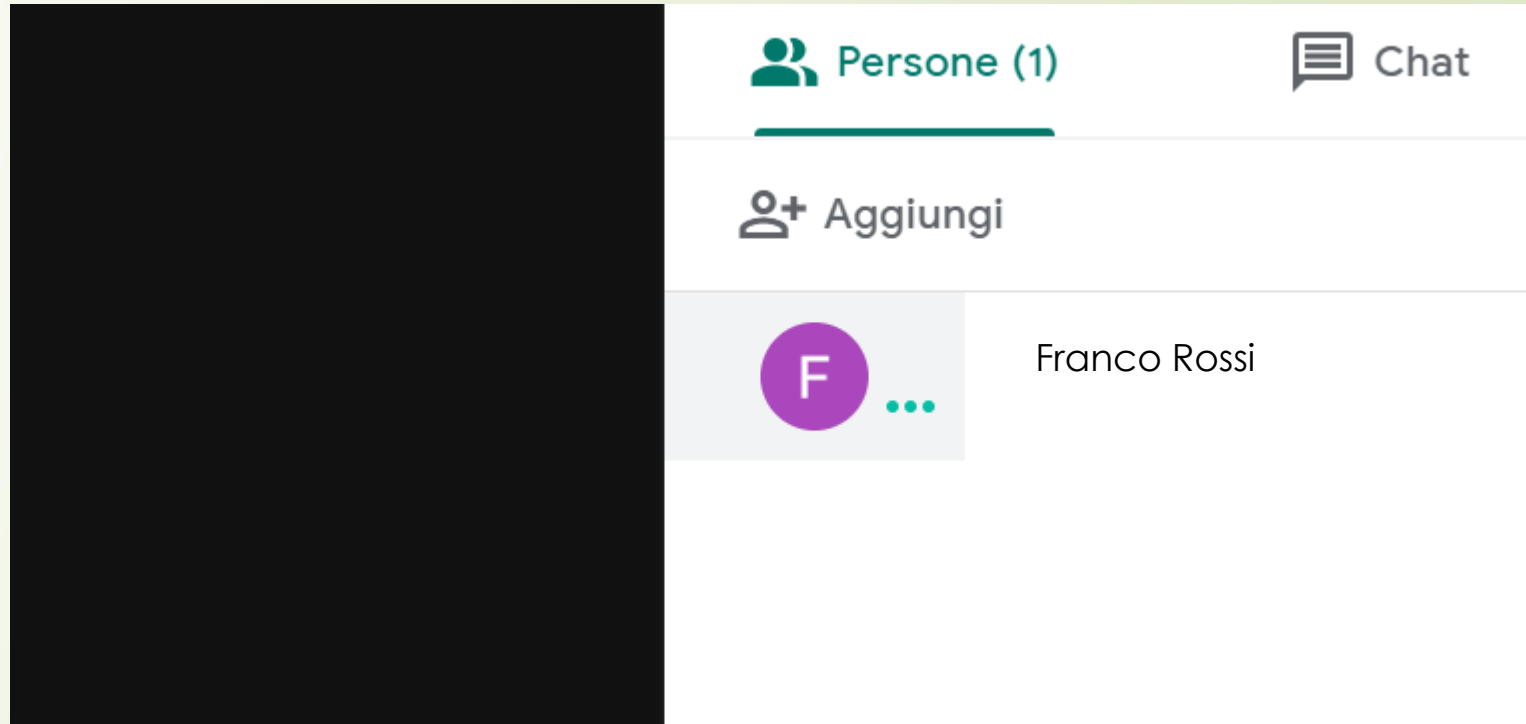 Persone (1)
Chat
Aggiungi
F
Franco Rossi